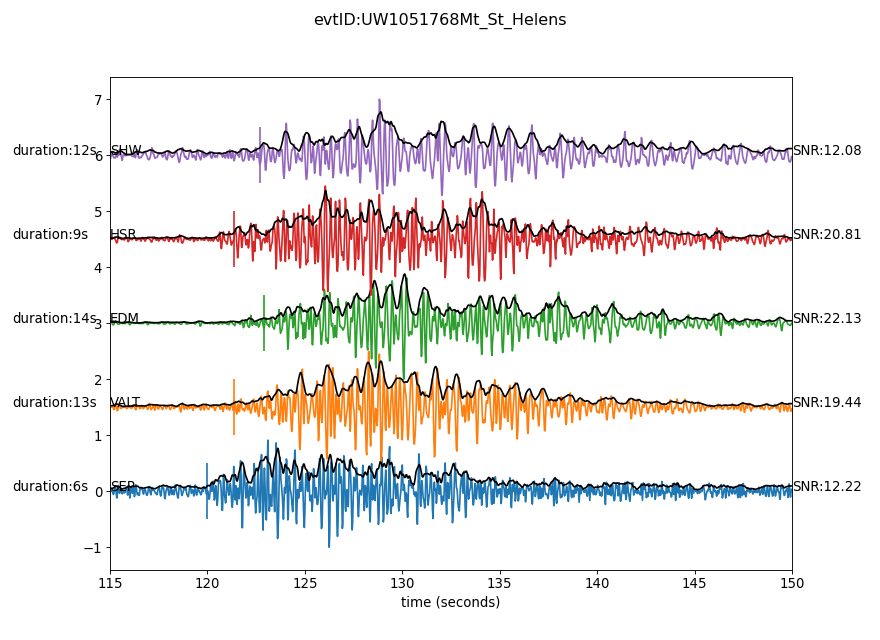 evtID:UW1051768Mt_St_Helens
7
duration:12s SHW SNR:12.08
6
5
duration:9s HSR SNR:20.81
4
duration:14s EDM SNR:22.13
3
2
duration:13s VALT SNR:19.44
1
duration:6s SEP SNR:12.22
0
−1
115 120 125 130 135 140 145 150
time (seconds)